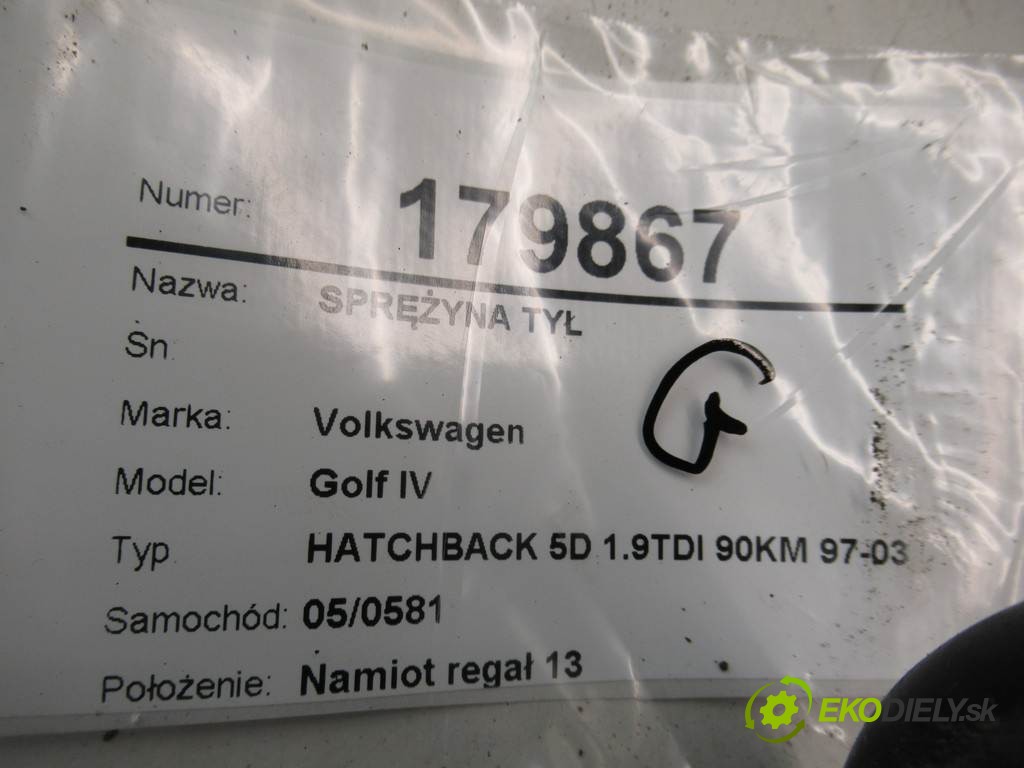 Numer: 179867
Nazwa: SPRĘŻYNA TYŁ
Sn
Marka: Volkswagen
G
Model: Golf IV
Typ HATCHBACK 5D 1.9TDI 90KM 97-03
Samochód: 05/0581
Położenie: Namiot regał 13
EKODIELY.sk